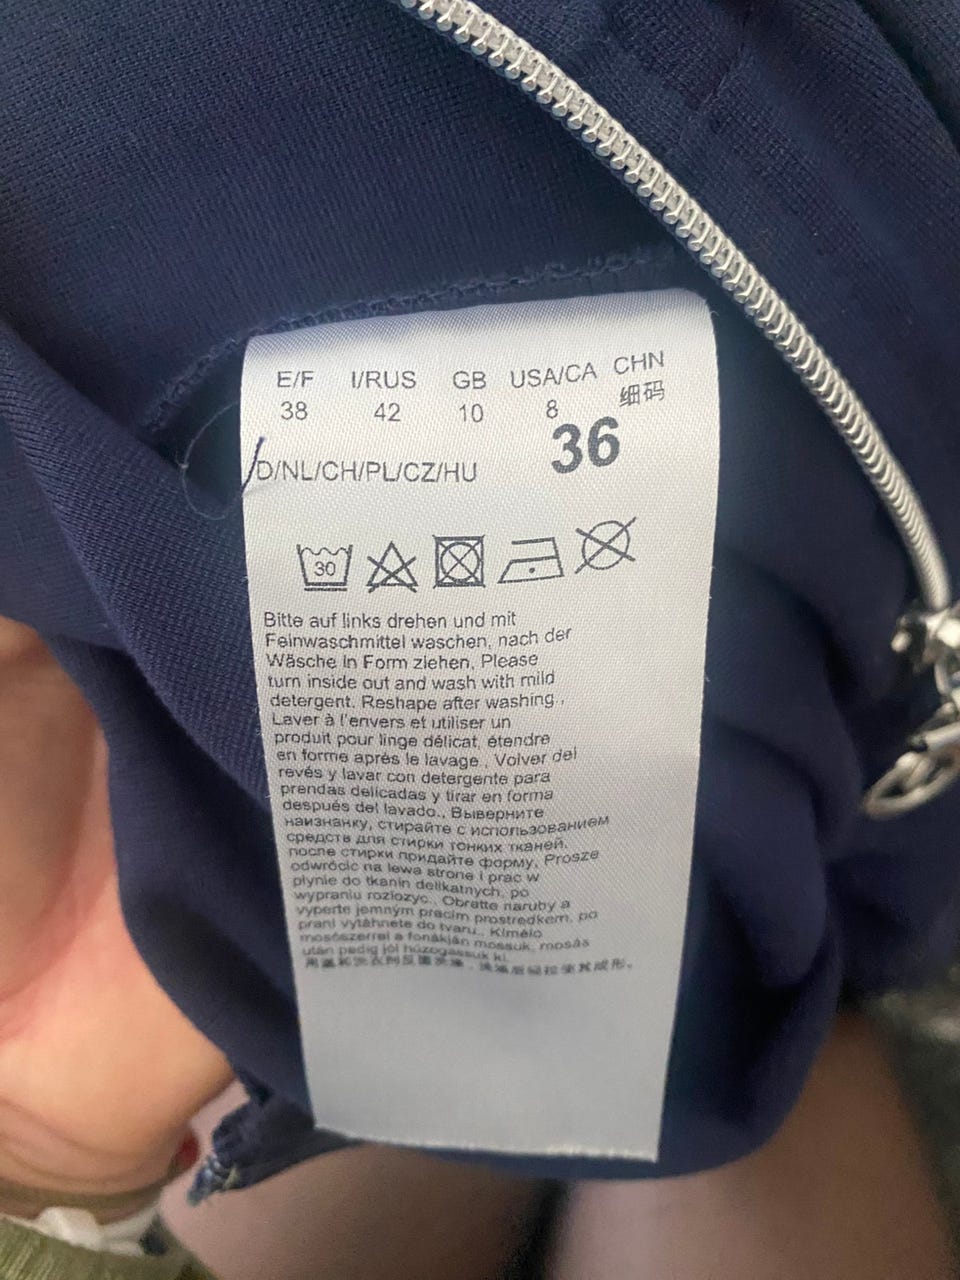 E/F I/RUS GB USA/CA CHN
38 42 10 8 细码
D/NL/CH/PL/CZ/HU 36
30
Bitte auf links drehen und mit
Feinwaschmittel waschen, nach der
Wäsche in Form ziehen, Please
turn inside out and wash with mild
detergent. Reshape after washing.,
Laver à l'envers et utiliser un
produit pour linge délicat, étendre
en forme après le lavage., Volver del
revés y lavar con detergente para
prendas delicadas y tirar en forma
después del lavado., Выверните
наизнанку, стирайте с использованием
средств для стирки тонких тканей.
после стирки придайте форму, Prosze
odwrócic na lewa strone i prac w
plynie do tkanin delikatnych, po
wypraniu rozlozyc., Obratte naruby a
vyperte jemným pracím prostredkem, po
praní vytáhnete do tvaru., Kímélo
mosószerrel a fonákján mossuk, mosás
után pedig jól húzogassuk ki.